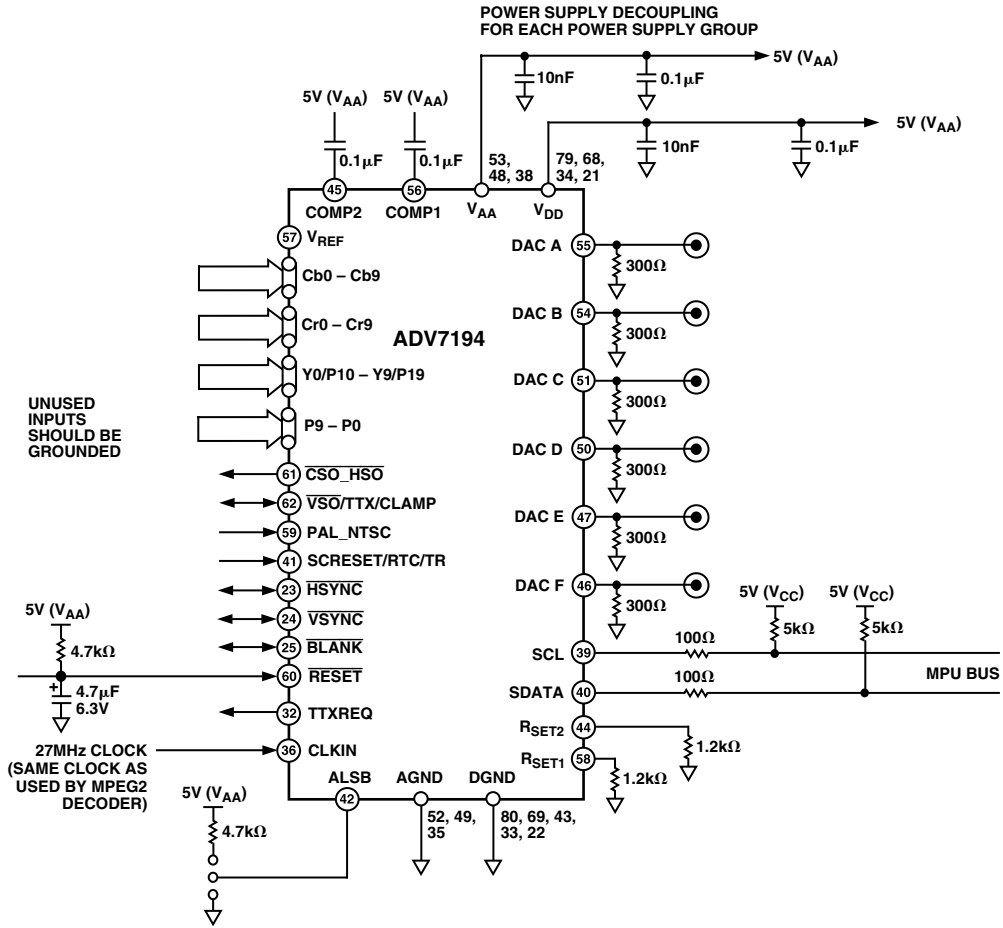 POWER SUPPLY DECOUPLING
FOR EACH POWER SUPPLY GROUP
5V (VAA)
10nF
0.1µF
5V (VAA)
5V (VAA)
5V (VAA)
0.1µF
0.1µF
10nF
0.1µF
53,
48, 38
79, 68,
34, 21
45
56
COMP2
COMP1
VAA
VDD
57
VREF
Cb0 – Cb9
Cr0 – Cr9
ADV7194
Y0/P10 – Y9/P19
P9 – P0
UNUSED
INPUTS
SHOULD BE
GROUNDED
61
CSO_HSO
62
VSO/TTX/CLAMP
59
PAL_NTSC
41
SCRESET/RTC/TR
23
HSYNC
24
VSYNC
25
BLANK
60
RESET
32
TTXREQ
36
CLKIN
5V (VAA)
4.7kΩ
+
4.7µF
6.3V
27MHz CLOCK
(SAME CLOCK AS
USED BY MPEG2
DECODER)
DAC A
55
300Ω
DAC B
54
300Ω
DAC C
51
300Ω
DAC D
50
300Ω
DAC E
47
300Ω
DAC F
46
300Ω
5V (VCC)
5V (VCC)
5kΩ
5kΩ
SCL
39
100Ω
MPU BUS
SDATA
40
100Ω
RSET2
44
1.2kΩ
RSET1
58
1.2kΩ
ALSB
AGND
DGND
42
52, 49,
35
80, 69, 43,
33, 22
5V (VAA)
4.7kΩ